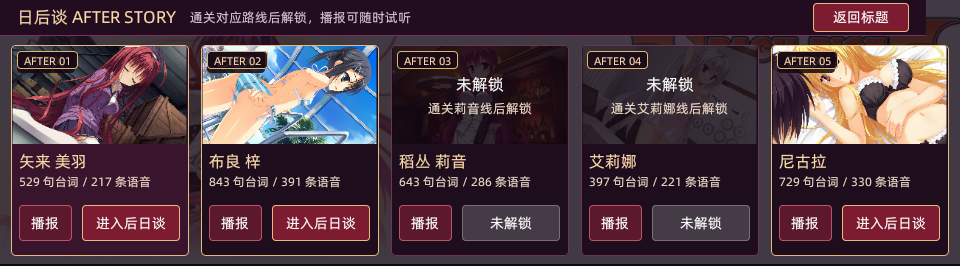 日后谈 AFTER STORY 通关对应路线后解锁，播报可随时试听 返回标题
AFTER 01
矢来 美羽
529 句台词 / 217 条语音
播报 进入后日谈
AFTER 02
布良 梓
843 句台词 / 391 条语音
播报 进入后日谈
AFTER 03
未解锁
通关莉音线后解锁
稻丛 莉音
643 句台词 / 286 条语音
播报 未解锁
AFTER 04
未解锁
通关艾莉娜线后解锁
艾莉娜
397 句台词 / 221 条语音
播报 未解锁
AFTER 05
尼古拉
729 句台词 / 330 条语音
播报 进入后日谈